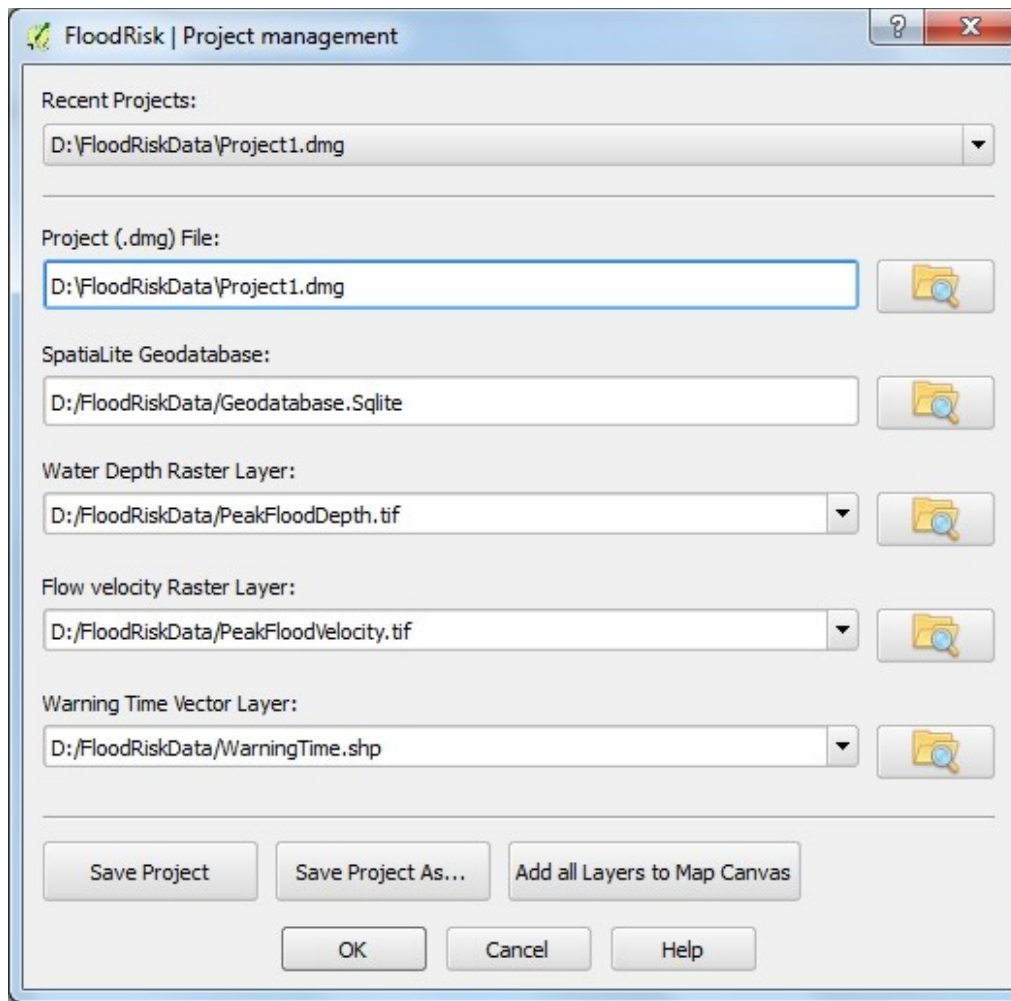 FloodRisk | Project management
?
X
Recent Projects:
D:\FloodRiskData\Project1.dmg
Project (.dmg) File:
D:\FloodRiskData\Project1.dmg
SpatiaLite Geodatabase:
D:/FloodRiskData/Geodatabase.Sqlite
Water Depth Raster Layer:
D:/FloodRiskData/PeakFloodDepth.tif
Flow velocity Raster Layer:
D:/FloodRiskData/PeakFloodVelocity.tif
Warning Time Vector Layer:
D:/FloodRiskData/WarningTime.shp
Save Project
Save Project As...
Add all Layers to Map Canvas
OK
Cancel
Help